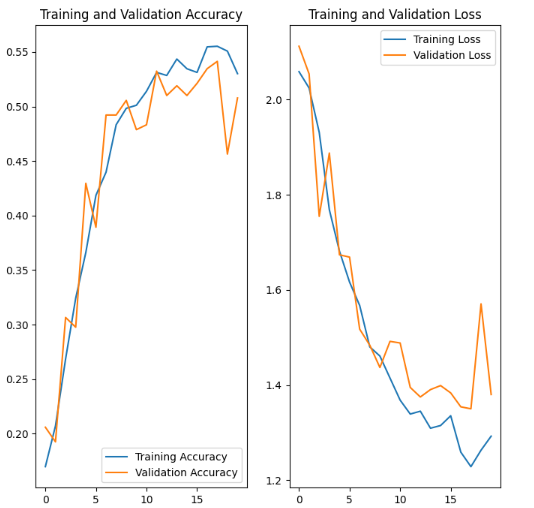 Training and Validation Accuracy
0.55
0.50
0.45
0.40
0.35
0.30
0.25
0.20
Training Accuracy
Validation Accuracy
0 5 10 15
Training and Validation Loss
Training Loss
Validation Loss
2.0
1.8
1.6
1.4
1.2
0 5 10 15